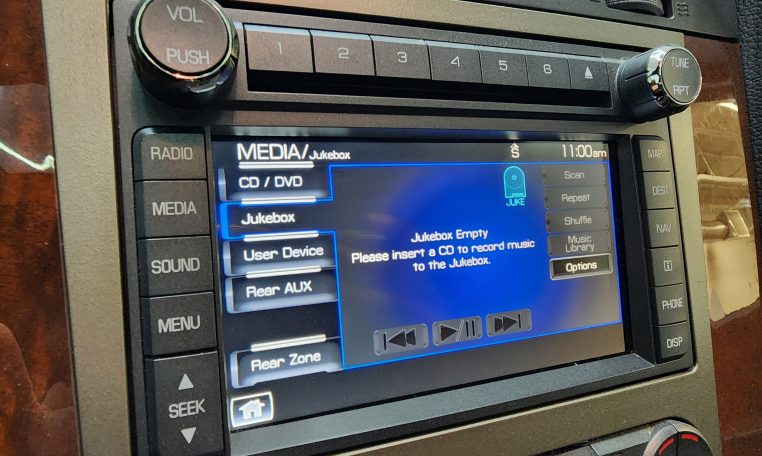 VOL
PUSH
1
2
3
4
5
6
TUNE
RPT
RADIO
MEDIA
SOUND
MENU
SEEK
MEDIA/Jukebox
S
11:00am
CD / DVD
Jukebox
User Device
Rear AUX
Rear Zone
JUKE
Jukebox Empty
Please insert a CD to record music
to the Jukebox.
Scan
Repeat
Shuffle
Music
Library
Options
MAP
DEST
NAV
i
PHONE
DISP